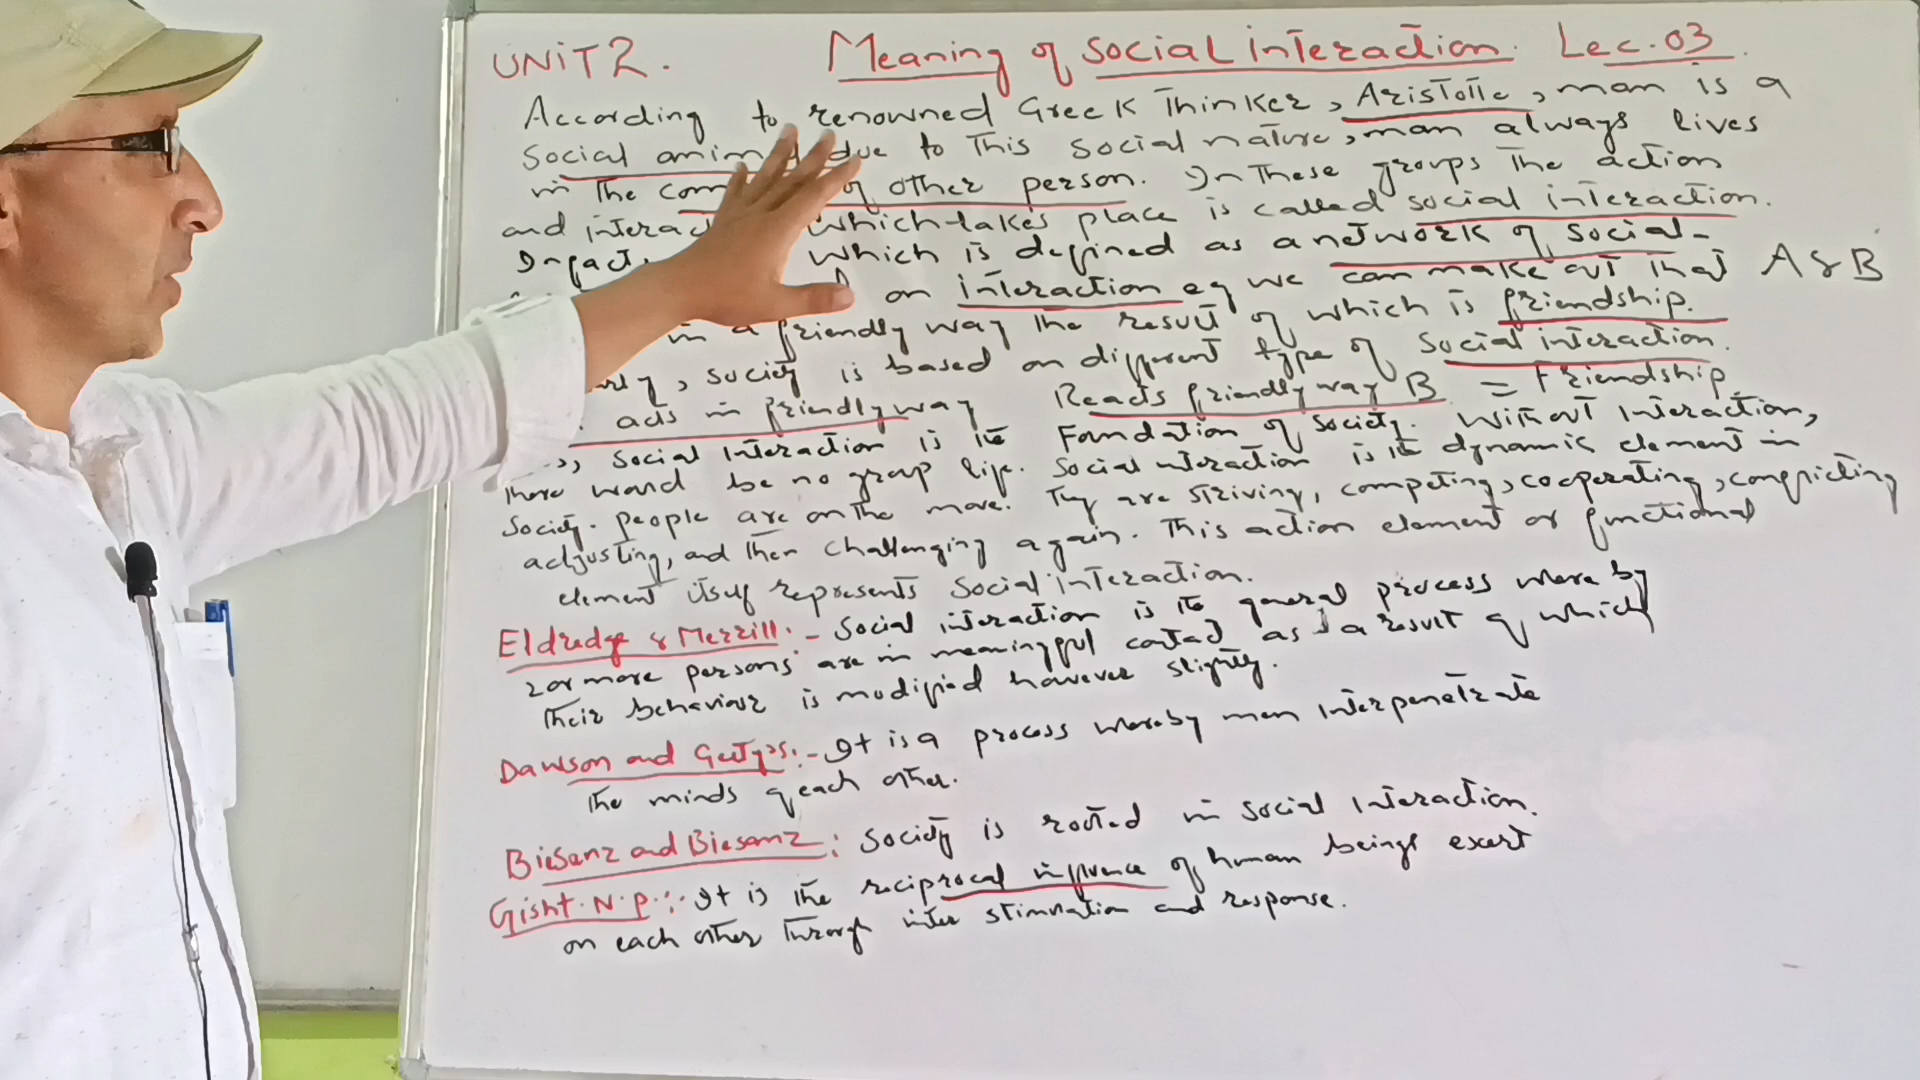 UNIT 2. Meaning of Social interaction. Lec. 03
According to renowned Greek Thinker, Aristotle, man is a
Social due to This social nature, man always lives
in The of other person. In These groups The action
and which takes place is called social interaction.
Infact, which is defined as a network of social-
on interaction eg we can make out that A & B
in a friendly way The result of which is friendship.
, society is based on different type of Social interaction.
acts in friendly way Reacts friendly way B = Friendship
, Social Interaction is the Foundation of Society. Without Interaction,
There would be no group life. Social interaction is the dynamic element in
Society. People are on the move. They are striving, competing, cooperating, conflicting
adjusting, and then challenging again. This action element or functional
element itself represents Social interaction.
Eldredge & Merrill:- Social interaction is the general process whereby
2 or more persons are in meaningful contact as a result of which
Their behaviour is modified however slightly.
Dawson and Gettys:- It is a process whereby men interpenetrate
The minds of each other.
Biesanz and Biesanz: Society is rooted in Social Interaction.
Gisht. N.P.:- It is The reciprocal influence of human beings exert
on each other through inter stimulation and response.